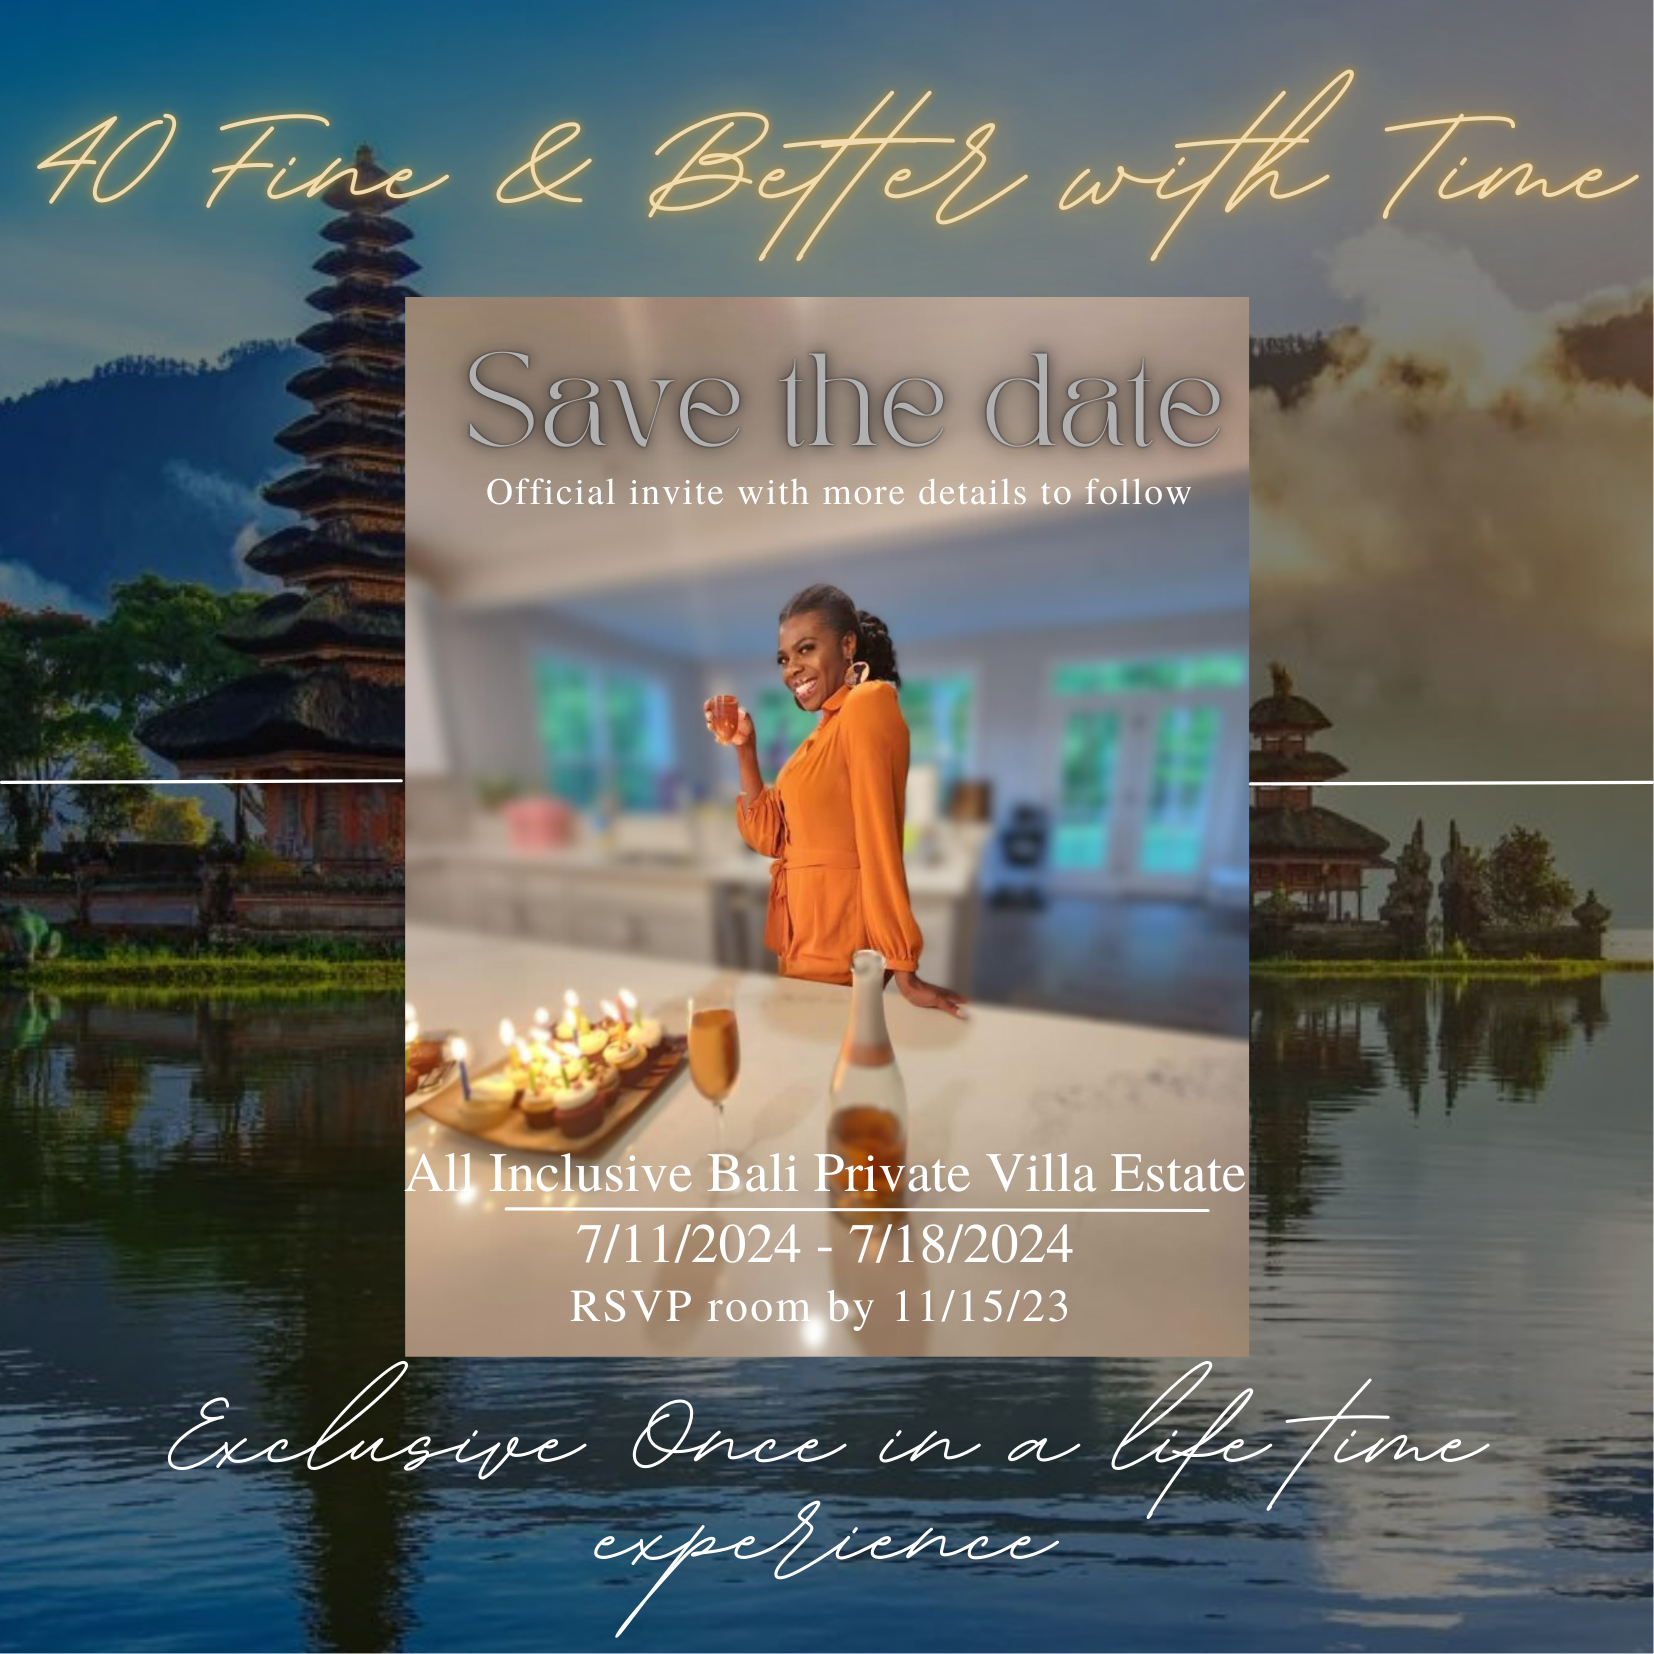 40 Fine & Better with Time
Save the date
Official invite with more details to follow
All Inclusive Bali Private Villa Estate
7/11/2024 - 7/18/2024
RSVP room by 11/15/23
Exclusive Once in a life time
experience